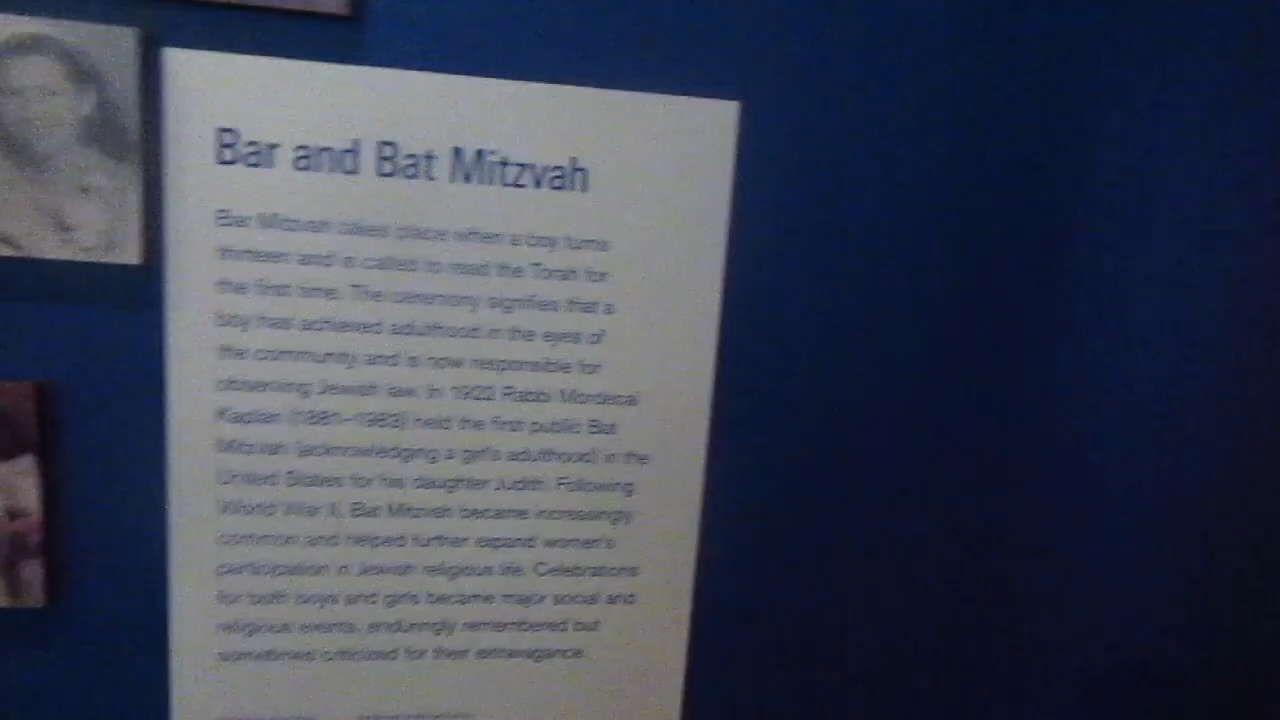 Bar and Bat Mitzvah
Bar Mitzvah takes place when a boy turns
thirteen and is called to read the Torah for
the first time. The ceremony signifies that a
boy has achieved adulthood in the eyes of
the community and is now responsible for
observing Jewish law. In 1922 Rabbi Mordecai
Kaplan (1881–1983) held the first public Bat
Mitzvah (acknowledging a girl's adulthood) in the
United States for his daughter Judith. Following
World War II, Bat Mitzvah became increasingly
common and helped further expand women's
participation in Jewish religious life. Celebrations
for both boys and girls became major social and
religious events, enduringly remembered but
sometimes criticized for their extravagance.